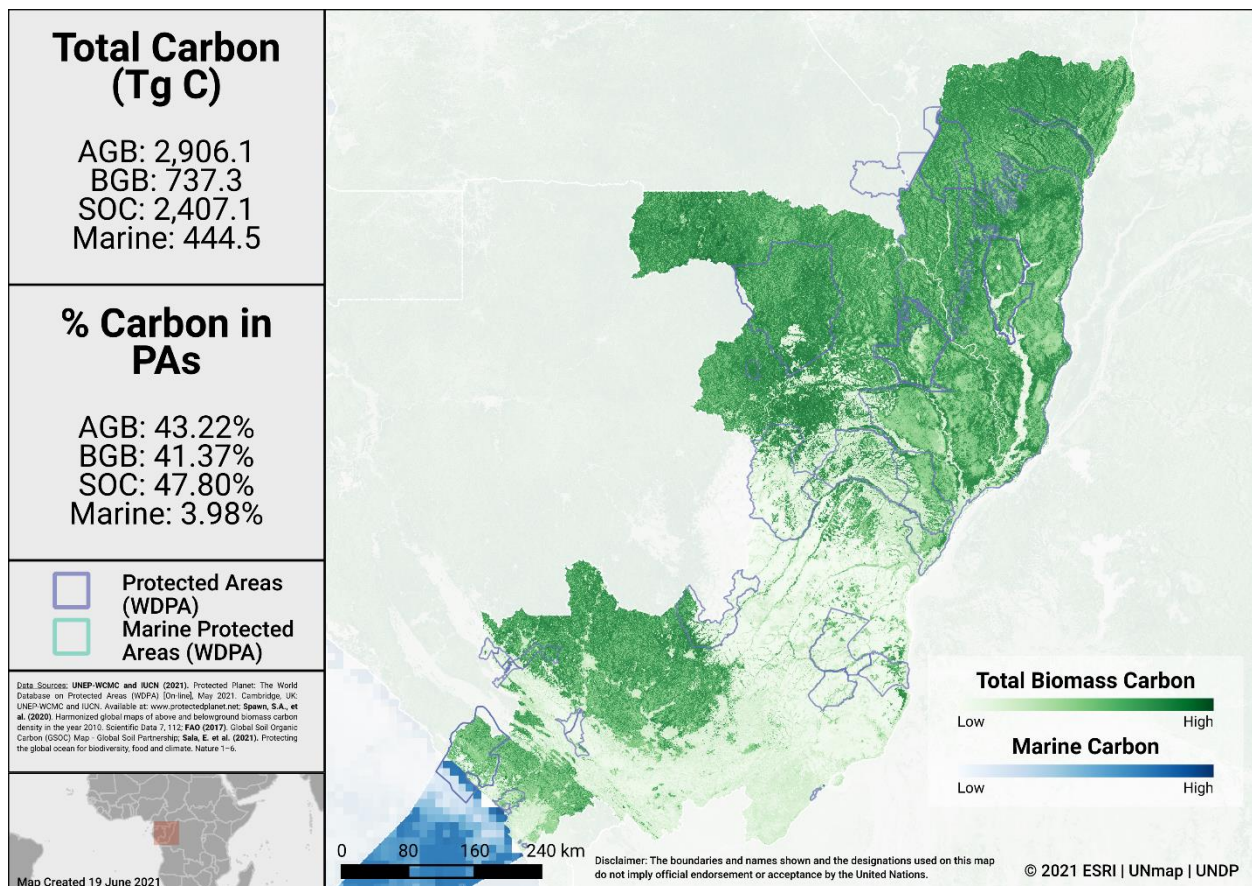 Total Carbon
(Tg C)
AGB: 2,906.1
BGB: 737.3
SOC: 2,407.1
Marine: 444.5
% Carbon in
PAs
AGB: 43.22%
BGB: 41.37%
SOC: 47.80%
Marine: 3.98%
Protected Areas
(WDPA)
Marine Protected
Areas (WDPA)
Data Sources: UNEP-WCMC and IUCN (2021). Protected Planet: The World
Database on Protected Areas (WDPA) [On-line], May 2021. Cambridge, UK:
UNEP-WCMC and IUCN. Available at: www.protectedplanet.net; Spawn, S.A., et
al. (2020). Harmonized global maps of above and belowground biomass carbon
density in the year 2010. Scientific Data 7, 112; FAO (2017). Global Soil Organic
Carbon (GSOC) Map - Global Soil Partnership; Sala, E. et al. (2021). Protecting
the global ocean for biodiversity, food and climate. Nature 1–6.
Map Created 19 June 2021
Total Biomass Carbon
Low High
Marine Carbon
Low High
0 80 160 240 km
Disclaimer: The boundaries and names shown and the designations used on this map
do not imply official endorsement or acceptance by the United Nations.
© 2021 ESRI | UNmap | UNDP